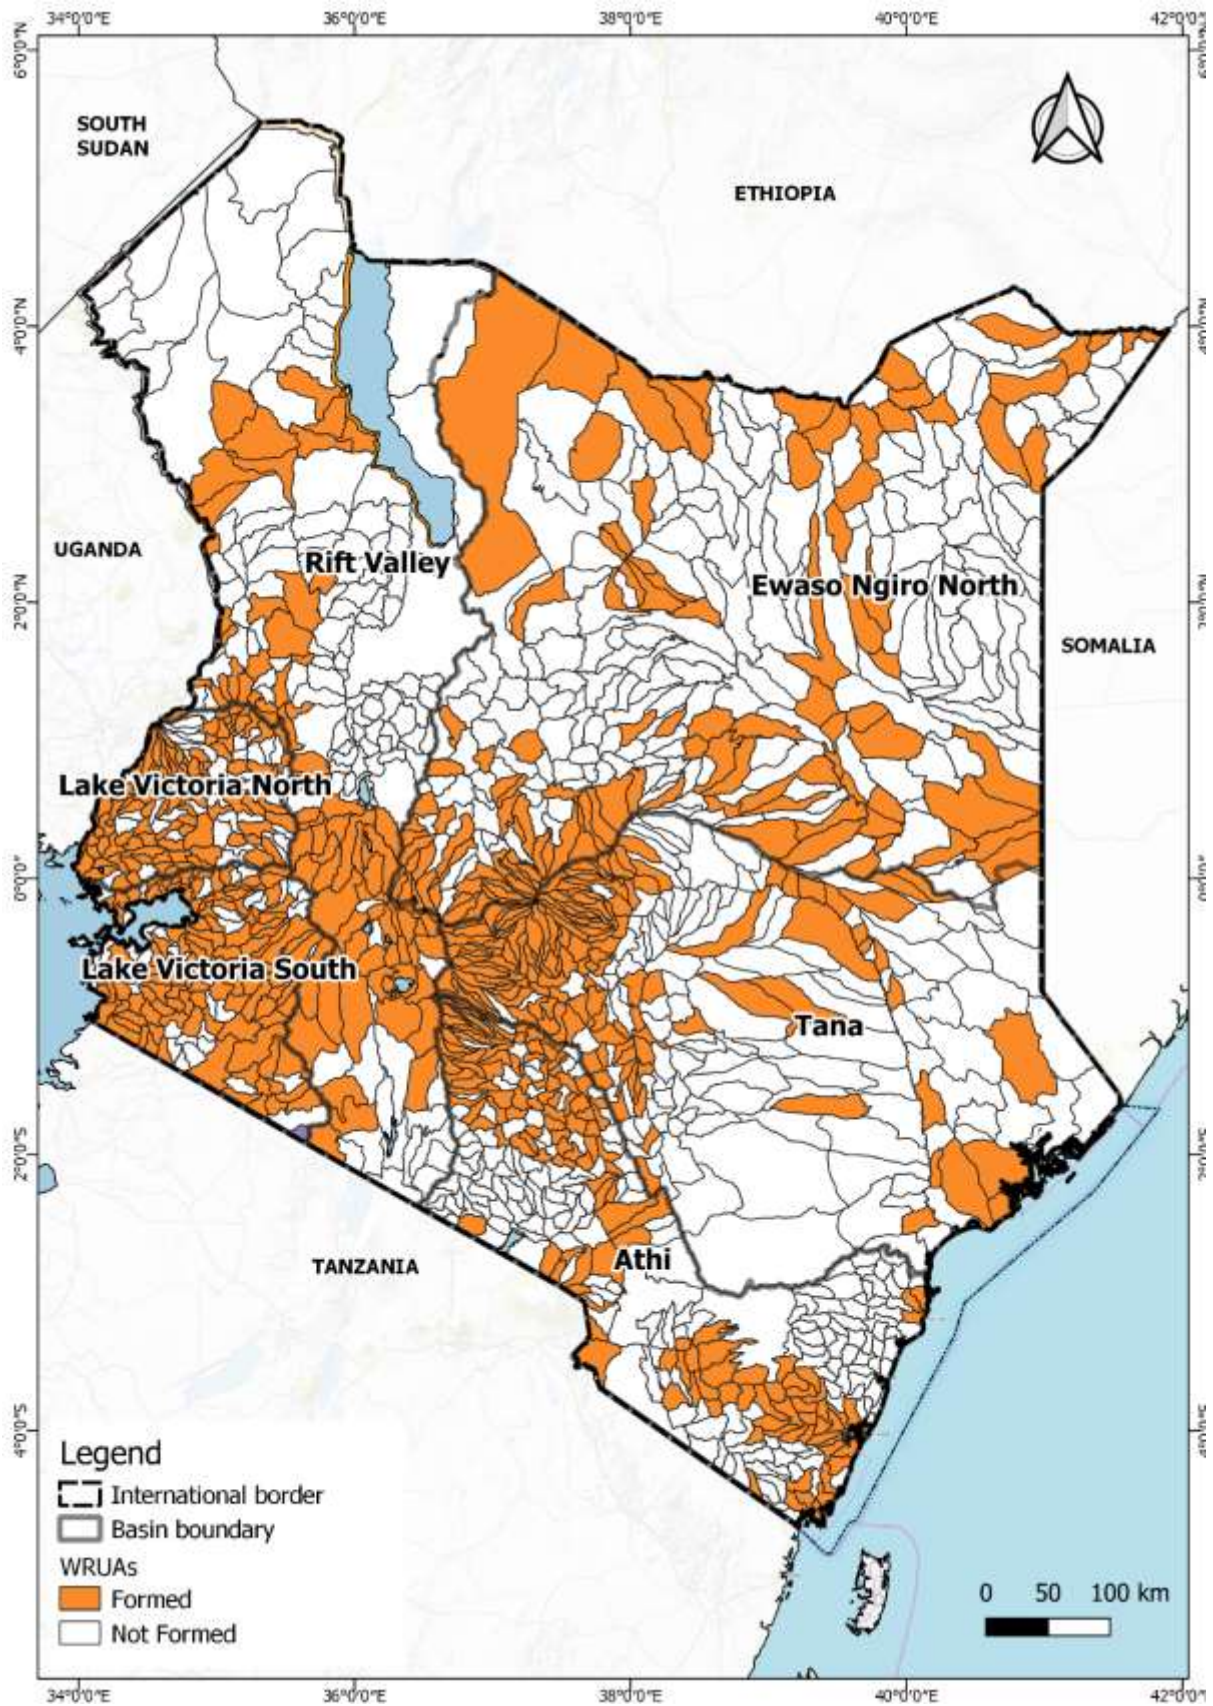 34°0'0"E 36°0'0"E 38°0'0"E 40°0'0"E 42°0'0"E
6°0'0"N
SOUTH
SUDAN
ETHIOPIA
4°0'0"N
UGANDA
Rift Valley
2°0'0"N
Ewaso Ngiro North
SOMALIA
Lake Victoria North
0°0'0"
Lake Victoria South
Tana
2°0'0"S
TANZANIA
Athi
4°0'0"S
Legend
International border
Basin boundary
WRUAs
Formed
Not Formed
0 50 100 km
34°0'0"E 36°0'0"E 38°0'0"E 40°0'0"E 42°0'0"E